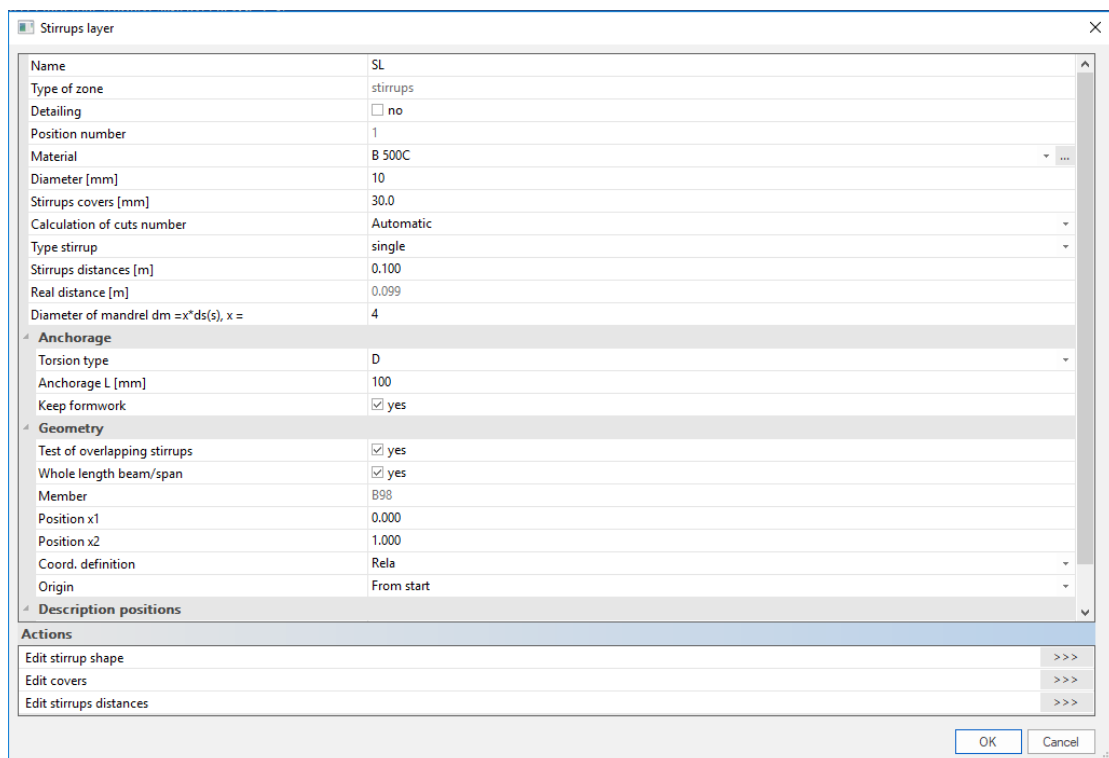 Stirrups layer
Name SL
Type of zone stirrups
Detailing no
Position number 1
Material B 500C ...
Diameter [mm] 10
Stirrups covers [mm] 30.0
Calculation of cuts number Automatic
Type stirrup single
Stirrups distances [m] 0.100
Real distance [m] 0.099
Diameter of mandrel dm =x*ds(s), x = 4
Anchorage
Torsion type D
Anchorage L [mm] 100
Keep formwork yes
Geometry
Test of overlapping stirrups yes
Whole length beam/span yes
Member B98
Position x1 0.000
Position x2 1.000
Coord. definition Rela
Origin From start
Description positions
Actions
Edit stirrup shape >>>
Edit covers >>>
Edit stirrups distances >>>
OK Cancel